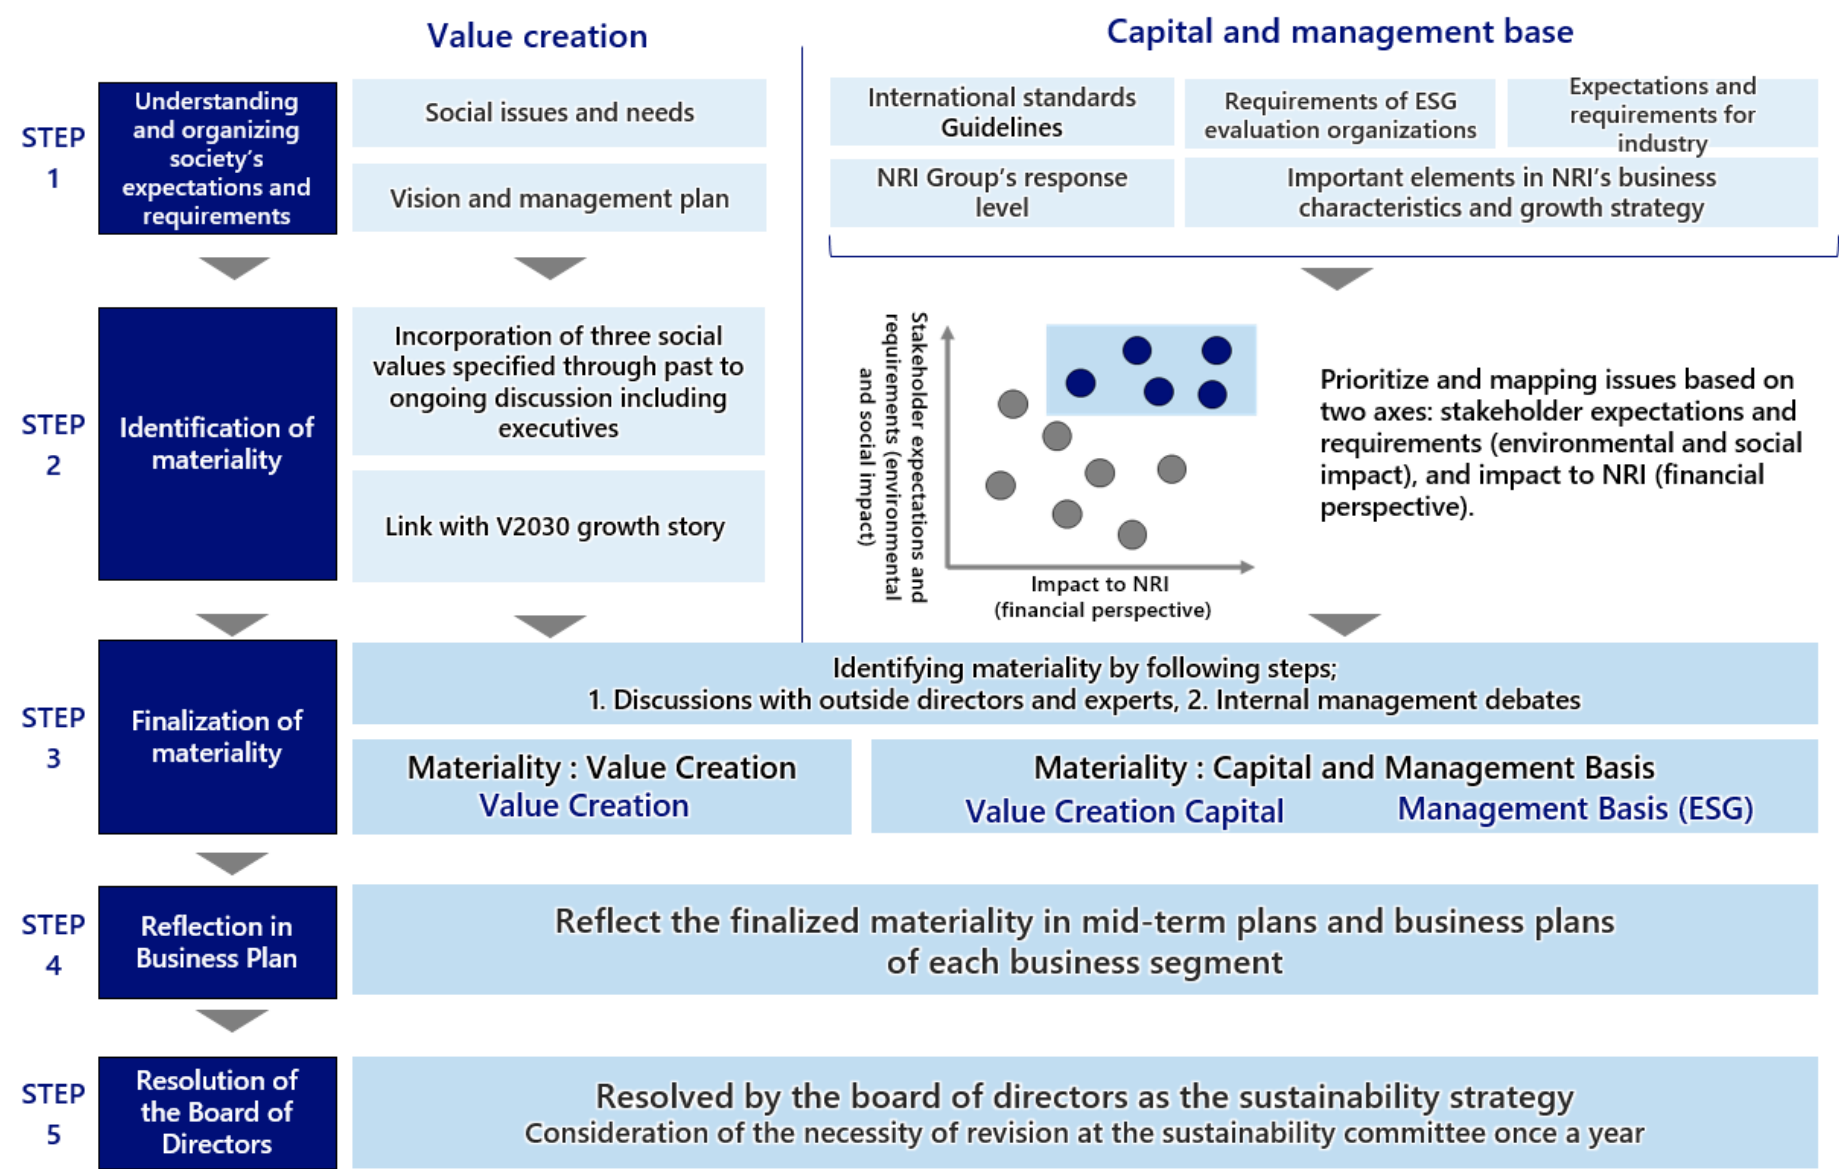 Value creation
Capital and management base
STEP
1
Understanding
and organizing
society's
expectations and
requirements
Social issues and needs
Vision and management plan
International standards
Guidelines
Requirements of ESG
evaluation organizations
Expectations and
requirements for
industry
NRI Group's response
level
Important elements in NRI's business
characteristics and growth strategy
STEP
2
Identification of
materiality
Incorporation of three social
values specified through past to
ongoing discussion including
executives
Link with V2030 growth story
Stakeholder expectations and
requirements (environmental
and social impact)
Impact to NRI
(financial perspective)
Prioritize and mapping issues based on
two axes: stakeholder expectations and
requirements (environmental and social
impact), and impact to NRI (financial
perspective).
STEP
3
Finalization of
materiality
Identifying materiality by following steps;
1. Discussions with outside directors and experts, 2. Internal management debates
Materiality : Value Creation
Value Creation
Materiality : Capital and Management Basis
Value Creation Capital
Management Basis (ESG)
STEP
4
Reflection in
Business Plan
Reflect the finalized materiality in mid-term plans and business plans
of each business segment
STEP
5
Resolution of
the Board of
Directors
Resolved by the board of directors as the sustainability strategy
Consideration of the necessity of revision at the sustainability committee once a year